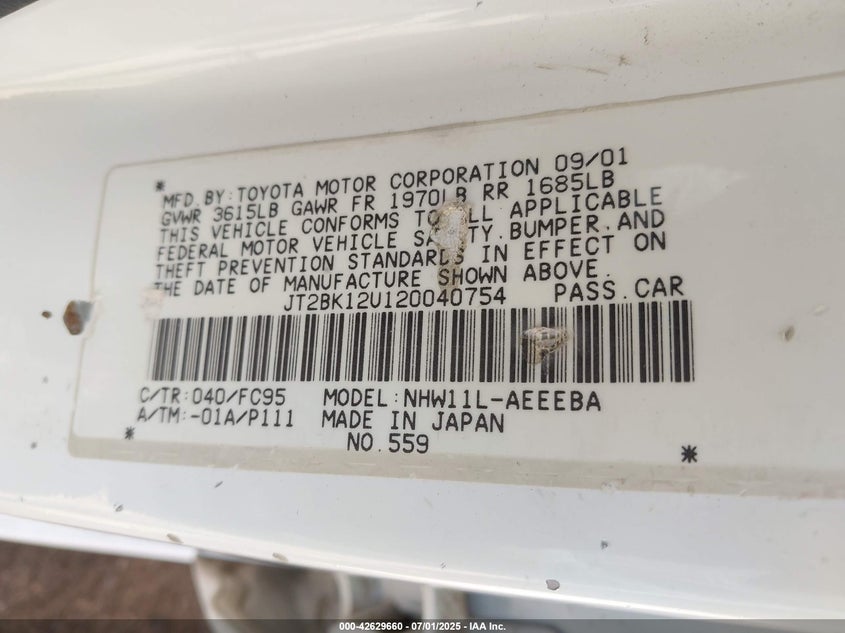 *
MFD.BY:TOYOTA MOTOR CORPORATION 09/01
GVWR 3615LB GAWR FR 1970LB RR 1685LB
THIS VEHICLE CONFORMS TO ALL APPLICABLE
FEDERAL MOTOR VEHICLE SAFETY,BUMPER,AND
THEFT PREVENTION STANDARDS IN EFFECT ON
THE DATE OF MANUFACTURE SHOWN ABOVE.
JT2BK12U120040754 PASS.CAR
C/TR:040/FC95 MODEL:NHW11L-AEEEBA
A/TM:-01A/P111 MADE IN JAPAN
* NO.559 *
000-42629660 - 07/01/2025 - IAA Inc.